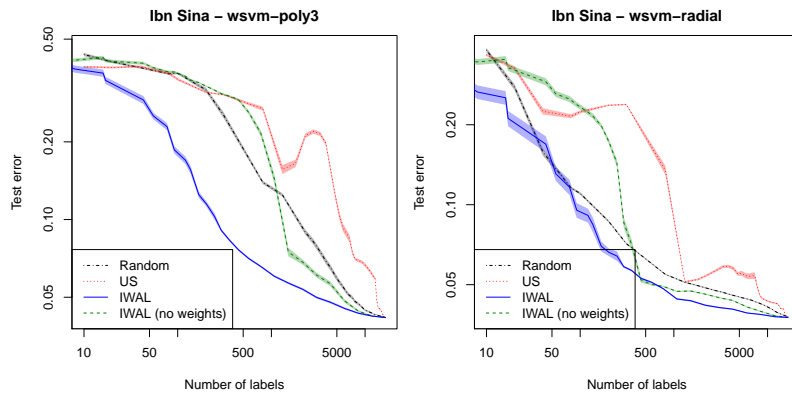 Ibn Sina − wsvm−poly3
0.50
0.20
0.10
0.05
Test error
10
50
500
5000
Number of labels
Random
US
IWAL
IWAL (no weights)
Ibn Sina − wsvm−radial
0.20
0.10
0.05
Test error
10
50
500
5000
Number of labels
Random
US
IWAL
IWAL (no weights)